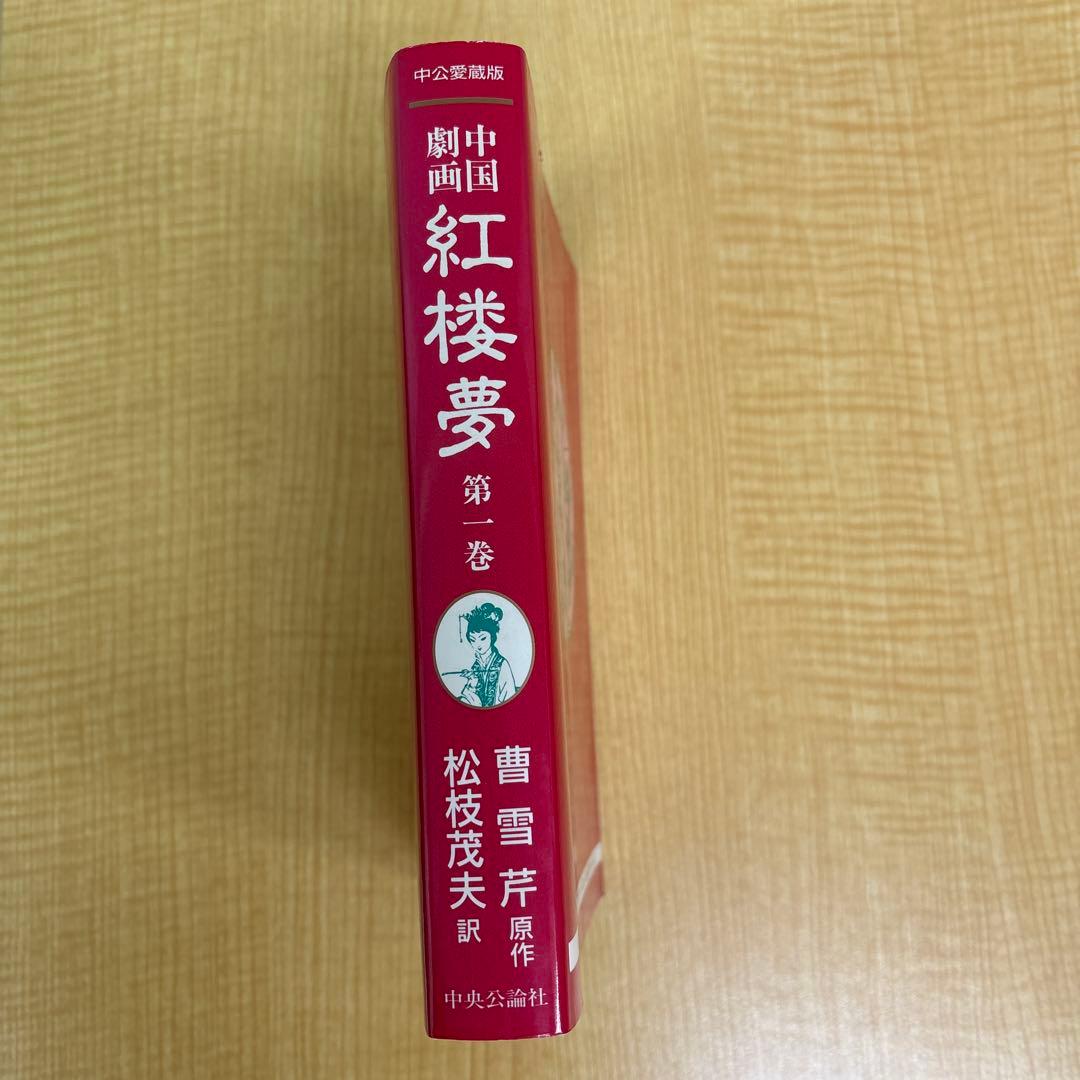 中公愛蔵版
中国
劇画
紅楼夢
第一巻
曹雪芹原作
松枝茂夫訳
中央公論社